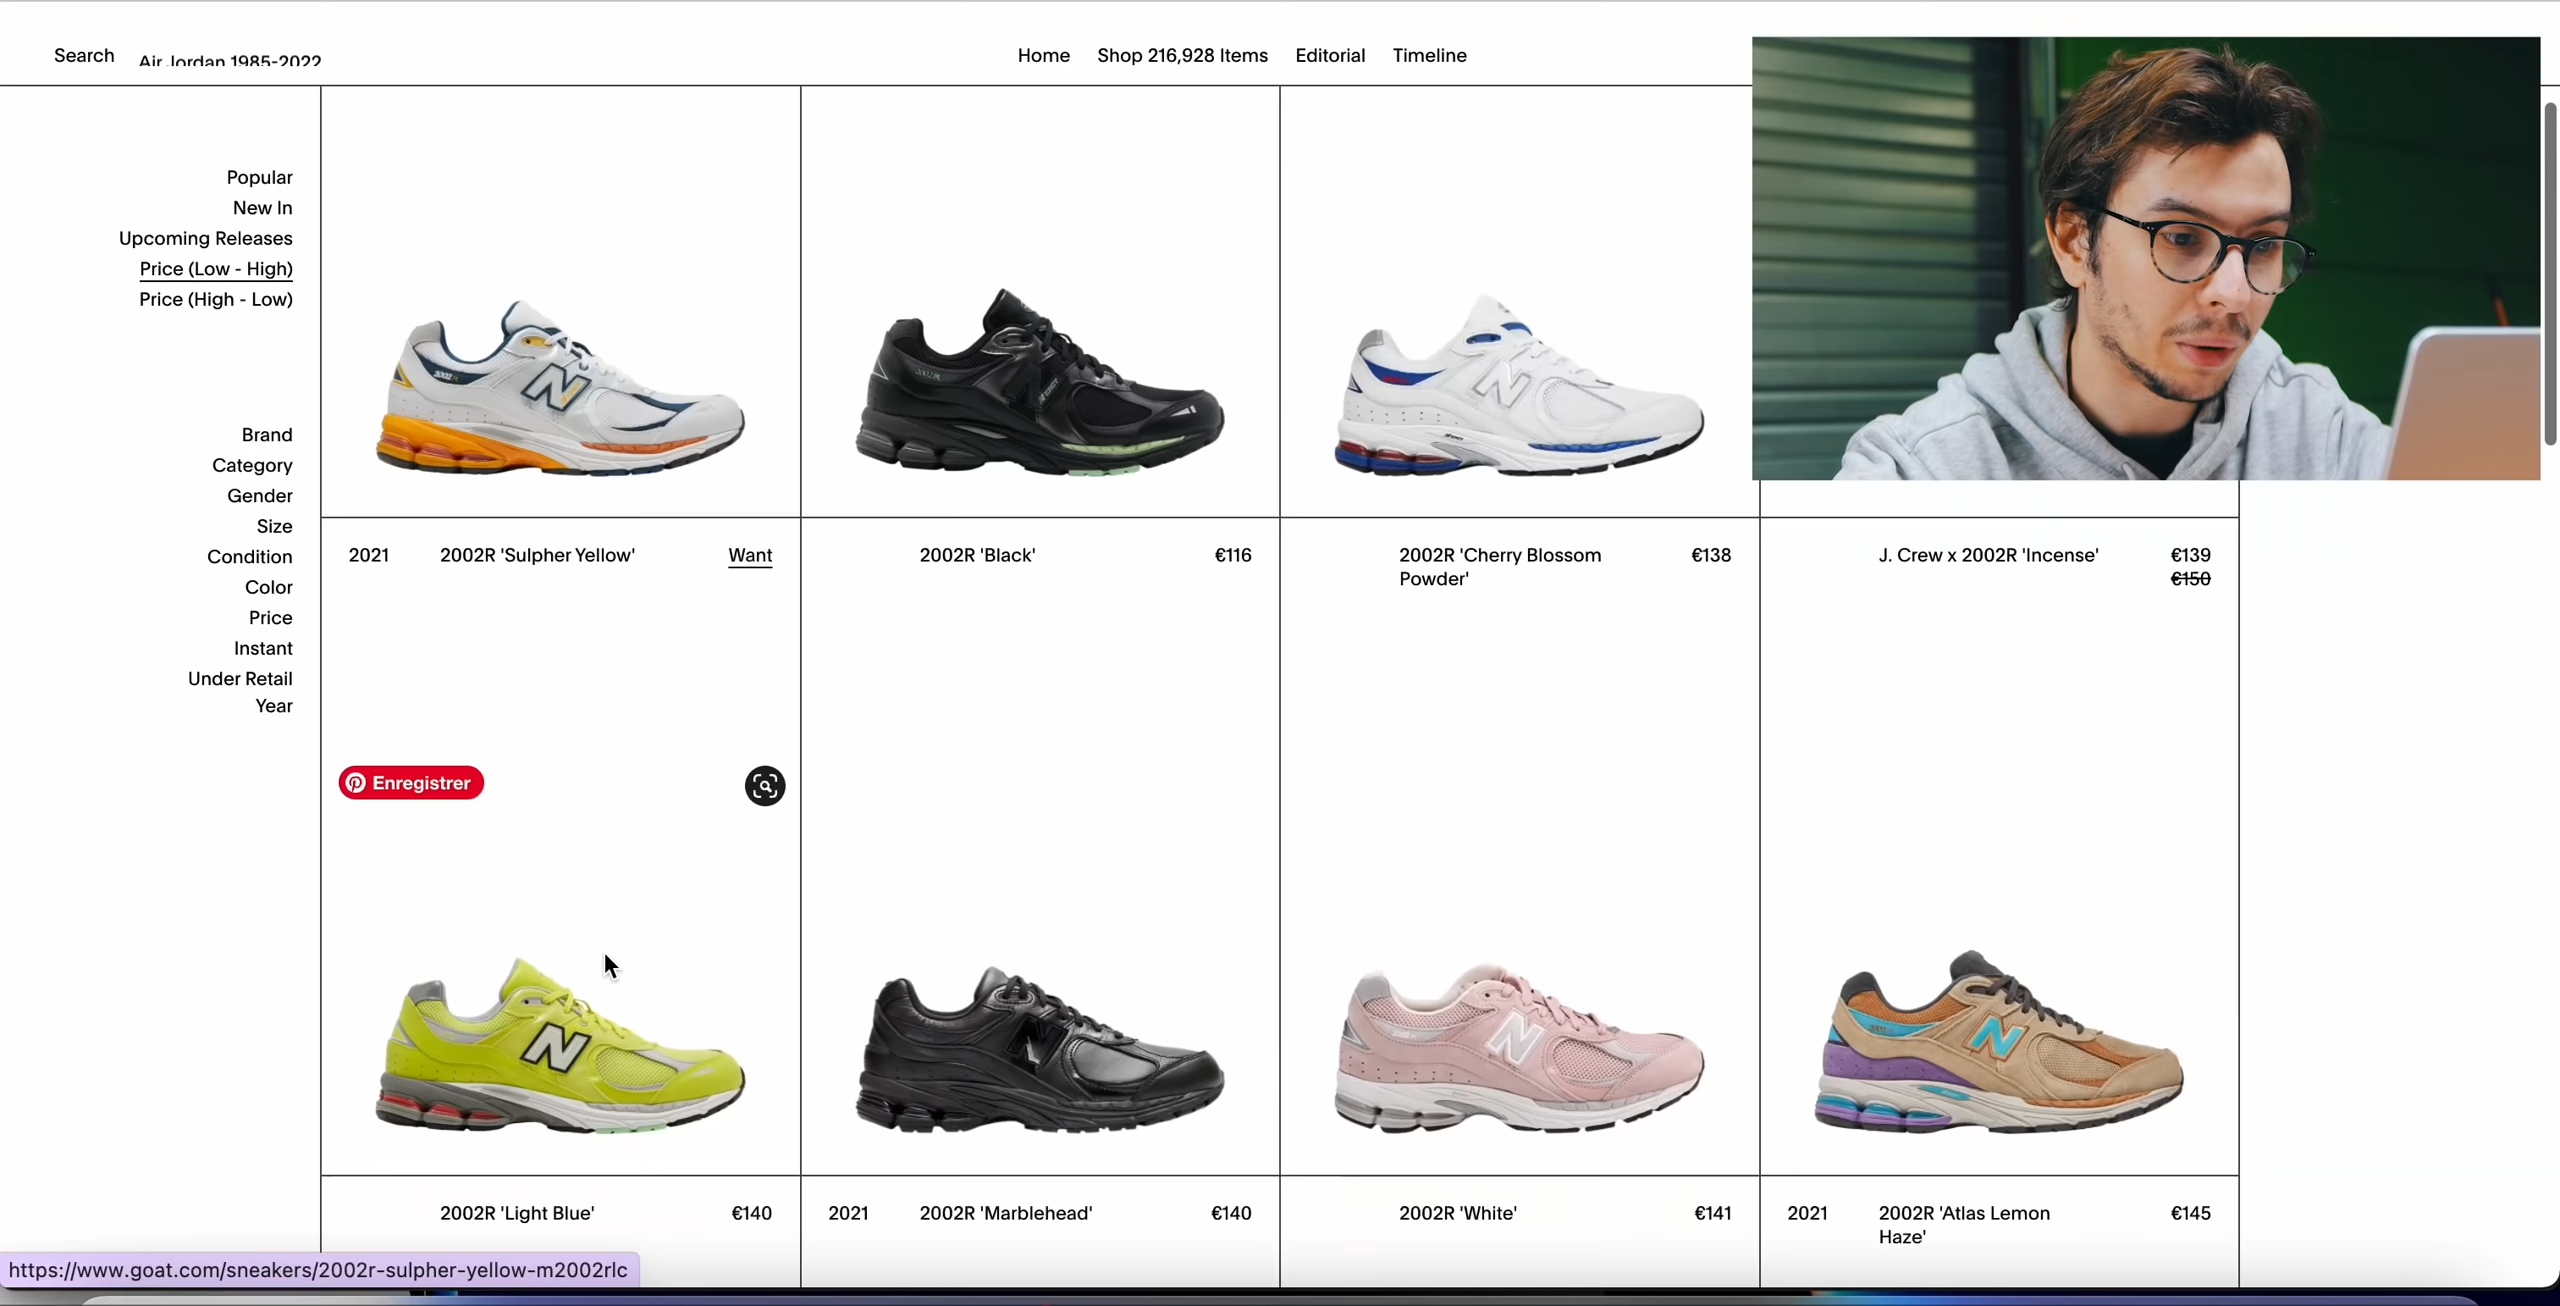 Search
Air Jordan 1985-2022
Home
Shop 216,928 Items
Editorial
Timeline
Popular
New In
Upcoming Releases
Price (Low - High)
Price (High - Low)
Brand
Category
Gender
Size
Condition
Color
Price
Instant
Under Retail
Year
2021 2002R 'Sulpher Yellow' Want
2002R 'Black' €116
2002R 'Cherry Blossom €138
Powder'
J. Crew x 2002R 'Incense' €139
€150
Enregistrer
N
N
N
N
N
N
N
2002R 'Light Blue' €140
2021 2002R 'Marblehead' €140
2002R 'White' €141
2021 2002R 'Atlas Lemon €145
Haze'
https://www.goat.com/sneakers/2002r-sulpher-yellow-m2002rlc